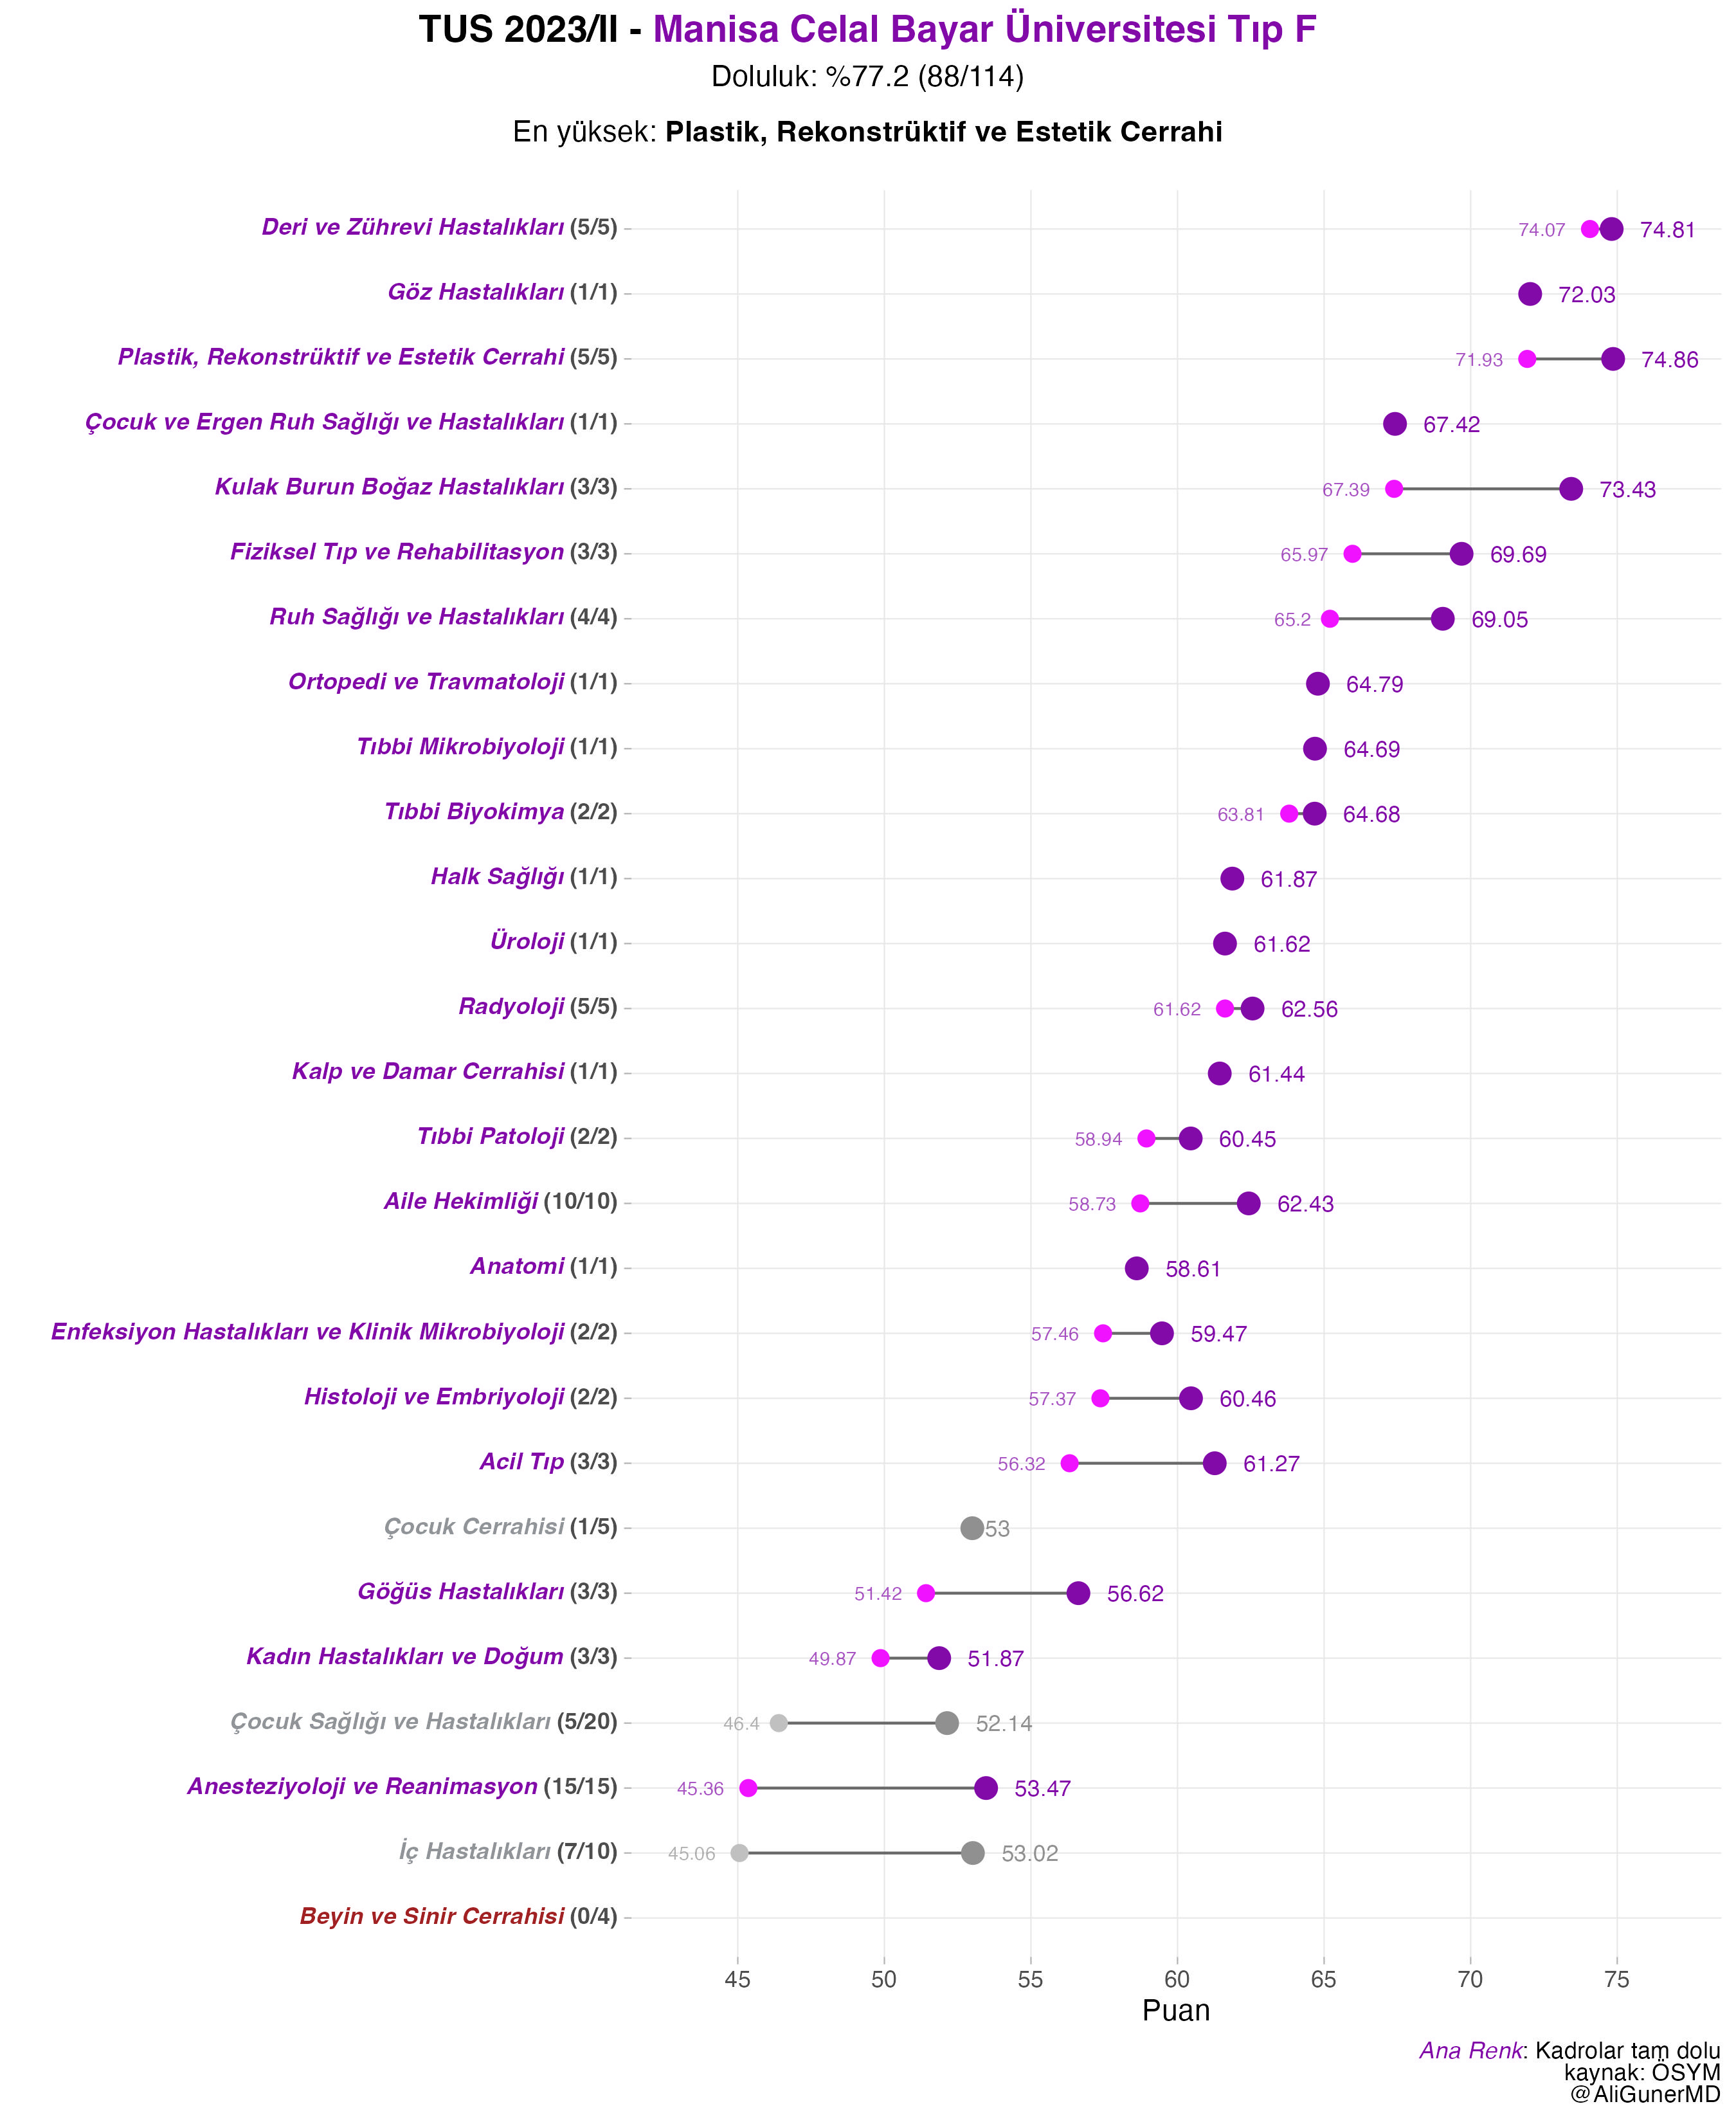 TUS 2023/II - Manisa Celal Bayar Üniversitesi Tıp F
Doluluk: %77.2 (88/114)
En yüksek: Plastik, Rekonstrüktif ve Estetik Cerrahi
Deri ve Zührevi Hastalıkları (5/5) 74.07 74.81
Göz Hastalıkları (1/1) 72.03
Plastik, Rekonstrüktif ve Estetik Cerrahi (5/5) 71.93 74.86
Çocuk ve Ergen Ruh Sağlığı ve Hastalıkları (1/1) 67.42
Kulak Burun Boğaz Hastalıkları (3/3) 67.39 73.43
Fiziksel Tıp ve Rehabilitasyon (3/3) 65.97 69.69
Ruh Sağlığı ve Hastalıkları (4/4) 65.2 69.05
Ortopedi ve Travmatoloji (1/1) 64.79
Tıbbi Mikrobiyoloji (1/1) 64.69
Tıbbi Biyokimya (2/2) 63.81 64.68
Halk Sağlığı (1/1) 61.87
Üroloji (1/1) 61.62
Radyoloji (5/5) 61.62 62.56
Kalp ve Damar Cerrahisi (1/1) 61.44
Tıbbi Patoloji (2/2) 58.94 60.45
Aile Hekimliği (10/10) 58.73 62.43
Anatomi (1/1) 58.61
Enfeksiyon Hastalıkları ve Klinik Mikrobiyoloji (2/2) 57.46 59.47
Histoloji ve Embriyoloji (2/2) 57.37 60.46
Acil Tıp (3/3) 56.32 61.27
Çocuk Cerrahisi (1/5) 53
Göğüs Hastalıkları (3/3) 51.42 56.62
Kadın Hastalıkları ve Doğum (3/3) 49.87 51.87
Çocuk Sağlığı ve Hastalıkları (5/20) 46.4 52.14
Anesteziyoloji ve Reanimasyon (15/15) 45.36 53.47
İç Hastalıkları (7/10) 45.06 53.02
Beyin ve Sinir Cerrahisi (0/4)
45 50 55 60 65 70 75
Puan
Ana Renk: Kadrolar tam dolu
kaynak: ÖSYM
@AliGunerMD